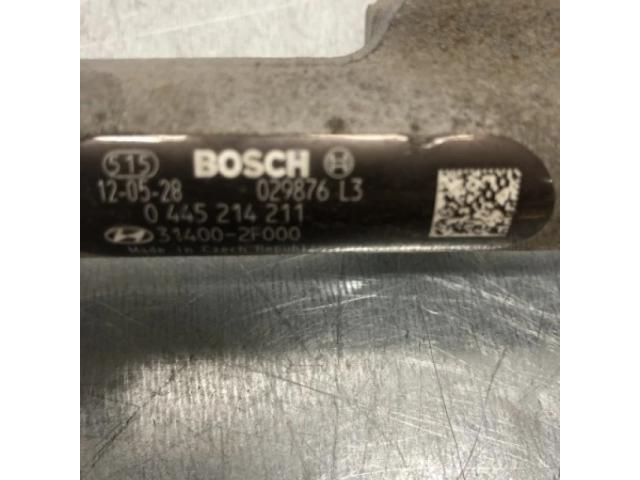 515 BOSCH
12-05-28 029876 L3
0 445 214 211
31400-2F000
Made in Czech Republic